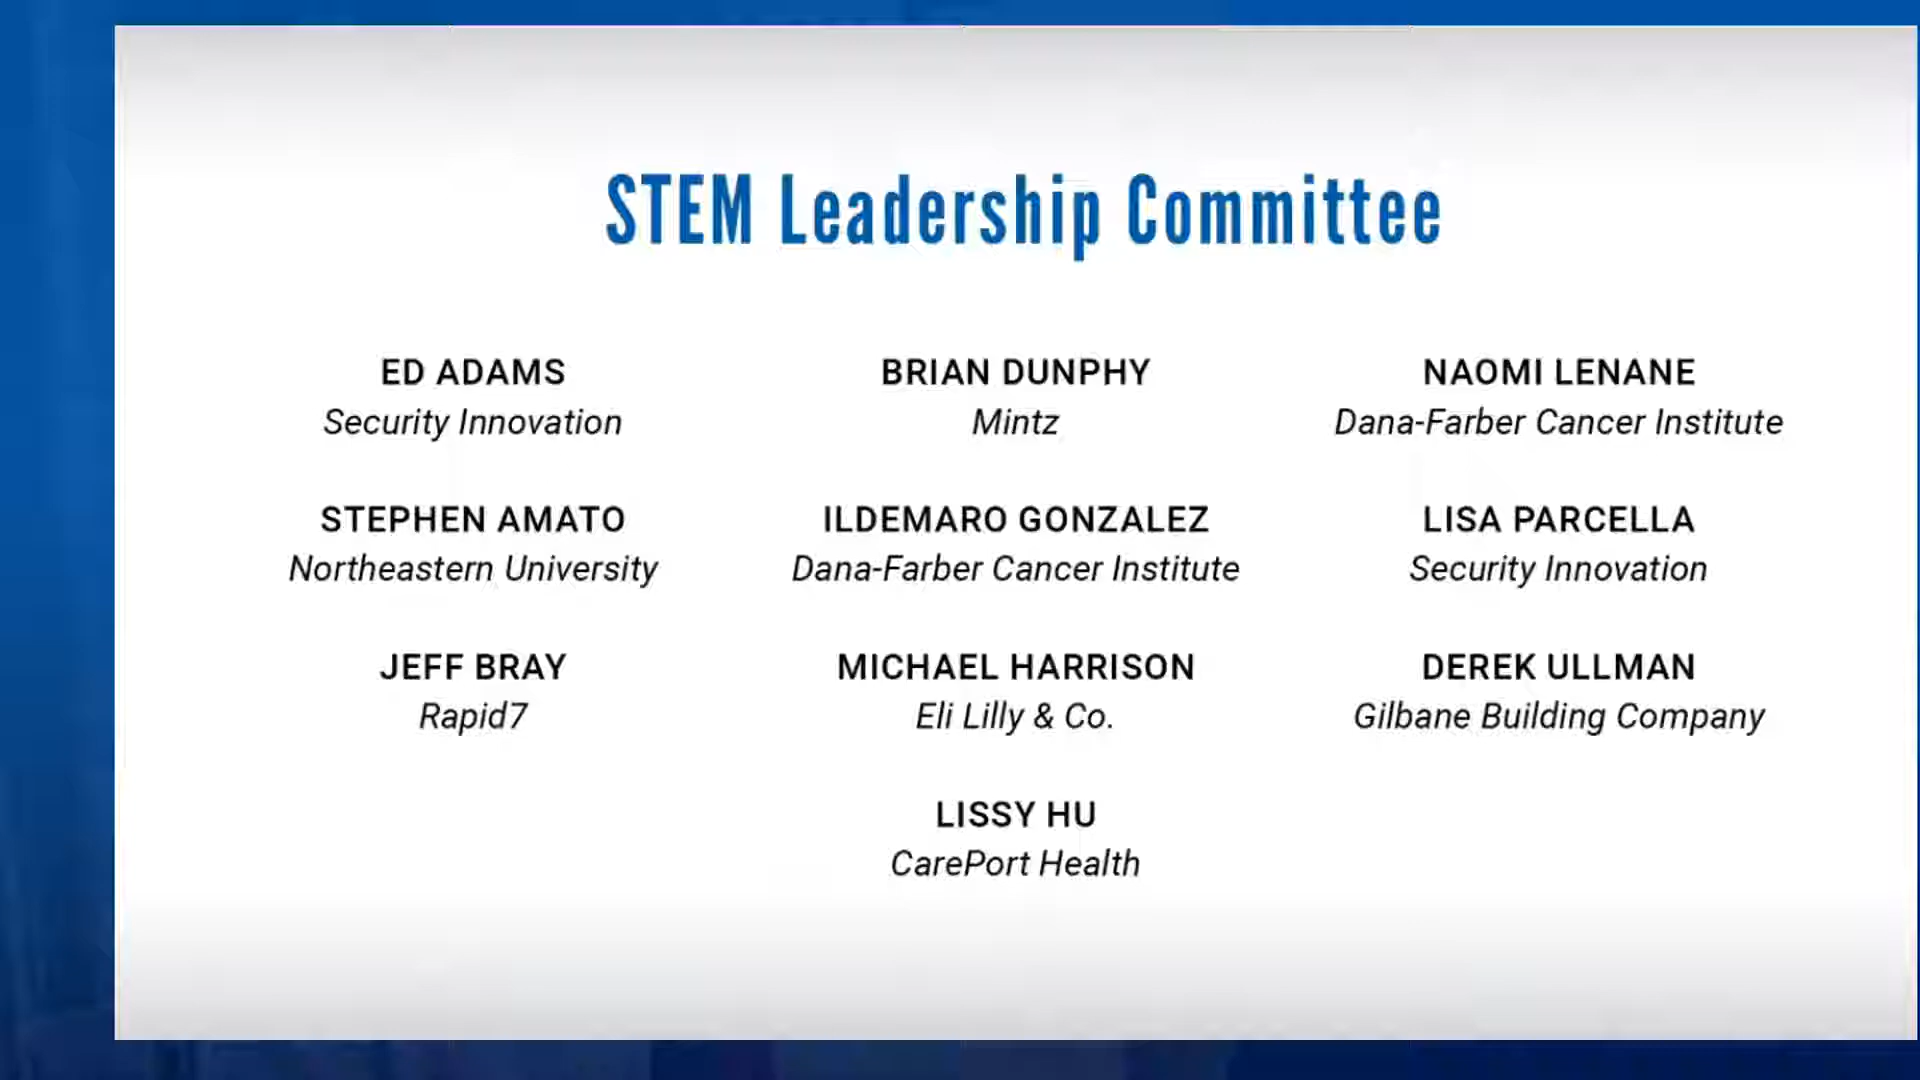 STEM Leadership Committee
ED ADAMS
Security Innovation
BRIAN DUNPHY
Mintz
NAOMI LENANE
Dana-Farber Cancer Institute
STEPHEN AMATO
Northeastern University
ILDEMARO GONZALEZ
Dana-Farber Cancer Institute
LISA PARCELLA
Security Innovation
JEFF BRAY
Rapid7
MICHAEL HARRISON
Eli Lilly & Co.
DEREK ULLMAN
Gilbane Building Company
LISSY HU
CarePort Health